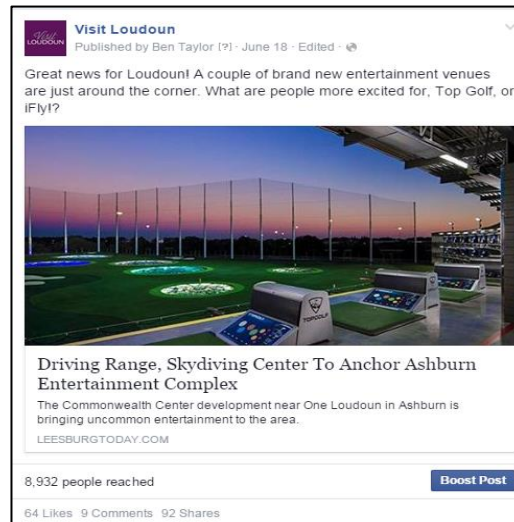 Visit
LOUDOUN
Visit Loudoun
Published by Ben Taylor [?] · June 18 · Edited ·
Great news for Loudoun! A couple of brand new entertainment venues
are just around the corner. What are people more excited for, Top Golf, or
iFly!?
TOPGOLF
Driving Range, Skydiving Center To Anchor Ashburn
Entertainment Complex
The Commonwealth Center development near One Loudoun in Ashburn is
bringing uncommon entertainment to the area.
LEESBURGTODAY.COM
8,932 people reached
Boost Post
64 Likes 9 Comments 92 Shares